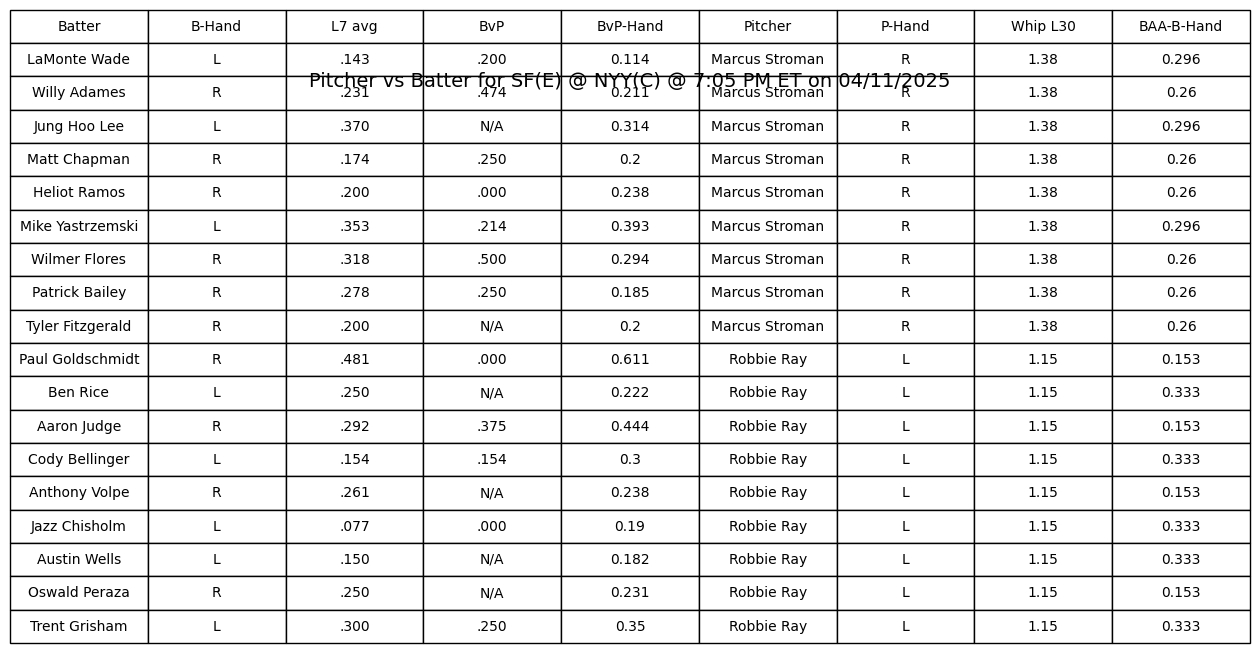 Batter B-Hand L7 avg BvP BvP-Hand Pitcher P-Hand Whip L30 BAA-B-Hand
LaMonte Wade L .143 .200 0.114 Marcus Stroman R 1.38 0.296
Pitcher vs Batter for SF(E) @ NYY(C) @ 7:05 PM ET on 04/11/2025
Willy Adames R .231 .474 0.211 Marcus Stroman R 1.38 0.26
Jung Hoo Lee L .370 N/A 0.314 Marcus Stroman R 1.38 0.296
Matt Chapman R .174 .250 0.2 Marcus Stroman R 1.38 0.26
Heliot Ramos R .200 .000 0.238 Marcus Stroman R 1.38 0.26
Mike Yastrzemski L .353 .214 0.393 Marcus Stroman R 1.38 0.296
Wilmer Flores R .318 .500 0.294 Marcus Stroman R 1.38 0.26
Patrick Bailey R .278 .250 0.185 Marcus Stroman R 1.38 0.26
Tyler Fitzgerald R .200 N/A 0.2 Marcus Stroman R 1.38 0.26
Paul Goldschmidt R .481 .000 0.611 Robbie Ray L 1.15 0.153
Ben Rice L .250 N/A 0.222 Robbie Ray L 1.15 0.333
Aaron Judge R .292 .375 0.444 Robbie Ray L 1.15 0.153
Cody Bellinger L .154 .154 0.3 Robbie Ray L 1.15 0.333
Anthony Volpe R .261 N/A 0.238 Robbie Ray L 1.15 0.153
Jazz Chisholm L .077 .000 0.19 Robbie Ray L 1.15 0.333
Austin Wells L .150 N/A 0.182 Robbie Ray L 1.15 0.333
Oswald Peraza R .250 N/A 0.231 Robbie Ray L 1.15 0.153
Trent Grisham L .300 .250 0.35 Robbie Ray L 1.15 0.333